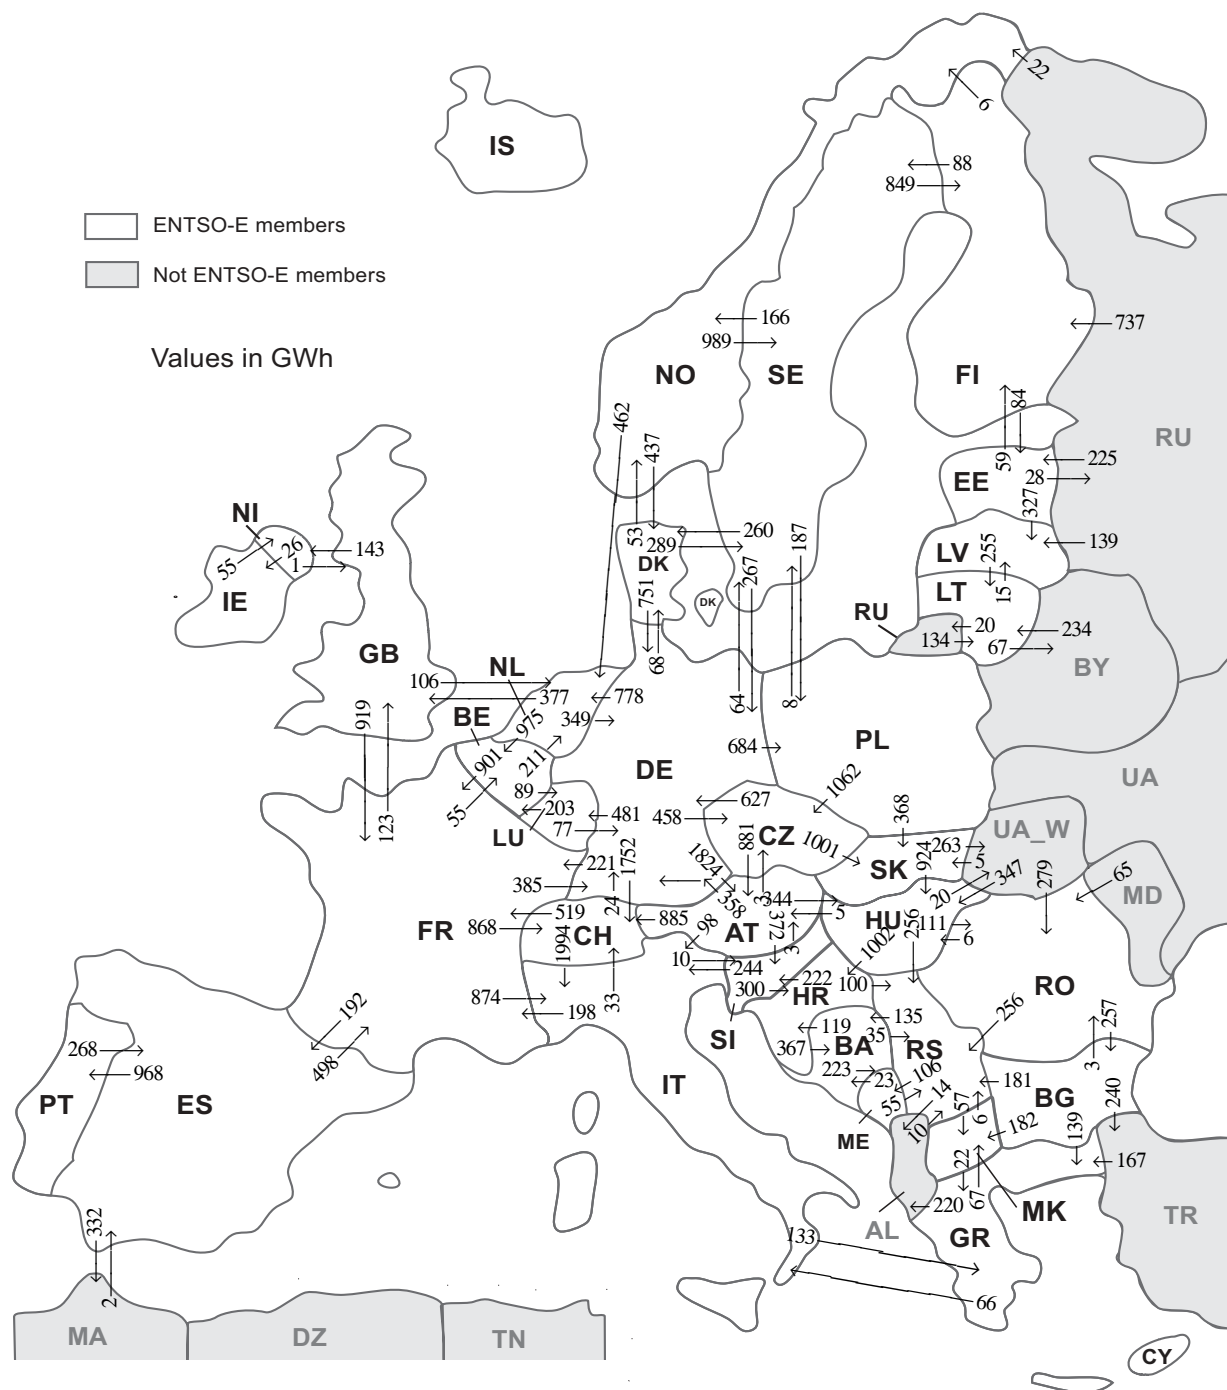 22
6
IS
88
849
ENTSO-E members
Not ENTSO-E members
166
737
989
Values in GWh
NO
SE
FI
462
84
437
RU
59
225
EE
28
327
NI
53
260
187
26
143
289
255
139
55
1
DK
267
LV
IE
751
DK
LT
15
RU
20
234
134
67
GB
68
BY
NL
106
377
778
64
8
919
BE
975
349
684
PL
901
211
DE
UA
89
1062
627
55
203
368
123
LU
77
481
458
881
CZ
UA_W
1752
1001
924
263
221
1824
SK
5
347
279
65
385
24
358
3
344
20
MD
519
885
98
372
5
HU
256
111
FR
868
CH
AT
1994
3
1002
6
10
244
222
100
RO
874
33
300
HR
192
198
135
256
257
SI
119
35
268
498
367
BA
RS
3
968
IT
223
23
106
181
PT
ES
14
57
BG
240
55
6
ME
10
182
139
22
167
332
220
67
MK
TR
AL
133
GR
2
66
MA
DZ
TN
CY